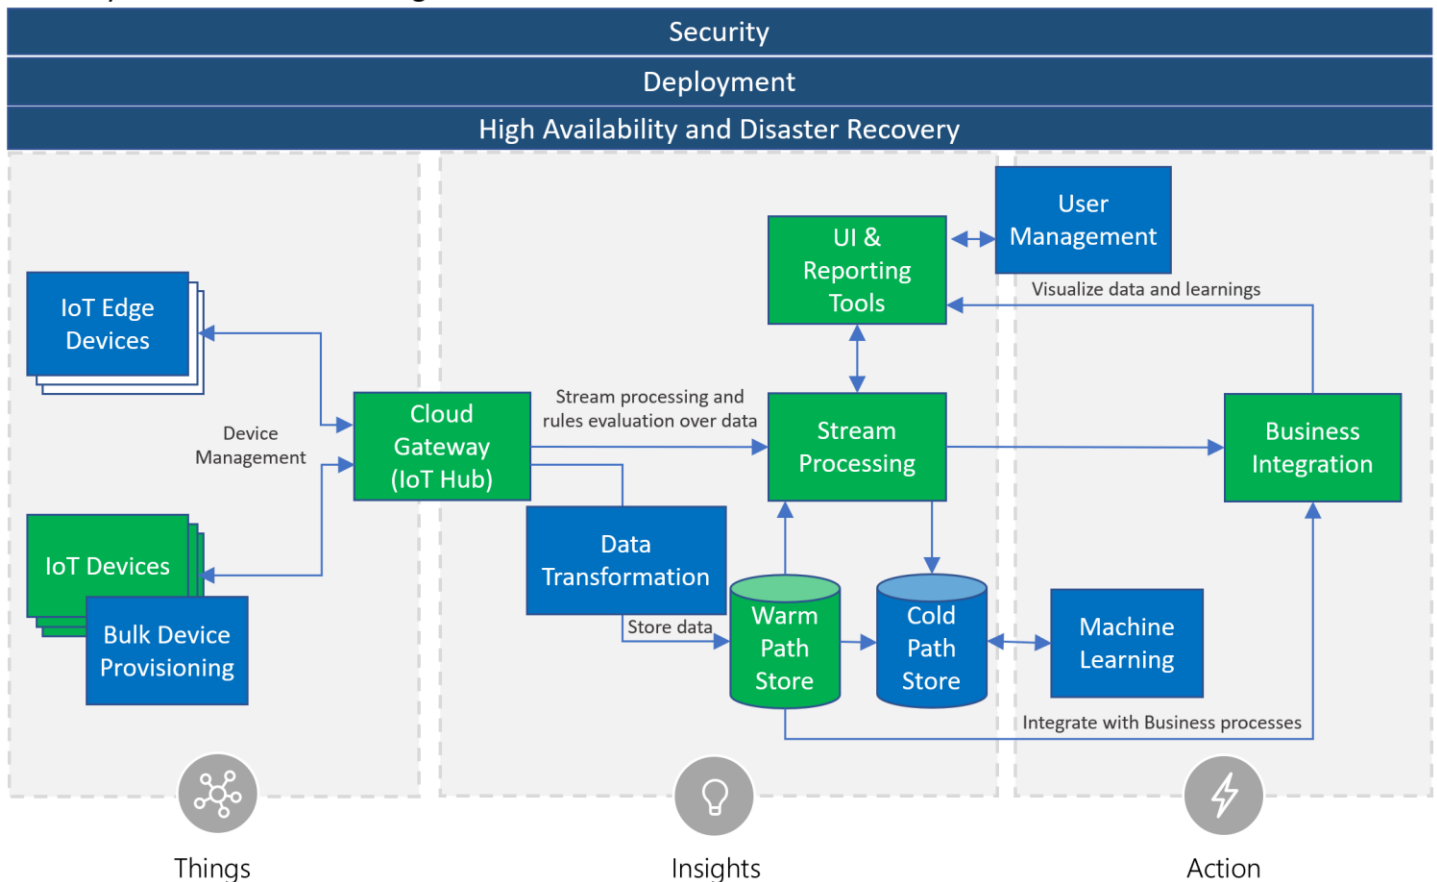 Security
Deployment
High Availability and Disaster Recovery
User
Management
UI &
Reporting
Tools
Visualize data and learnings
IoT Edge
Devices
Cloud
Gateway
(IoT Hub)
Stream processing and
rules evaluation over data
Stream
Processing
Business
Integration
Device
Management
IoT Devices
Bulk Device
Provisioning
Data
Transformation
Store data
Warm
Path
Store
Cold
Path
Store
Machine
Learning
Integrate with Business processes
Things
Insights
Action